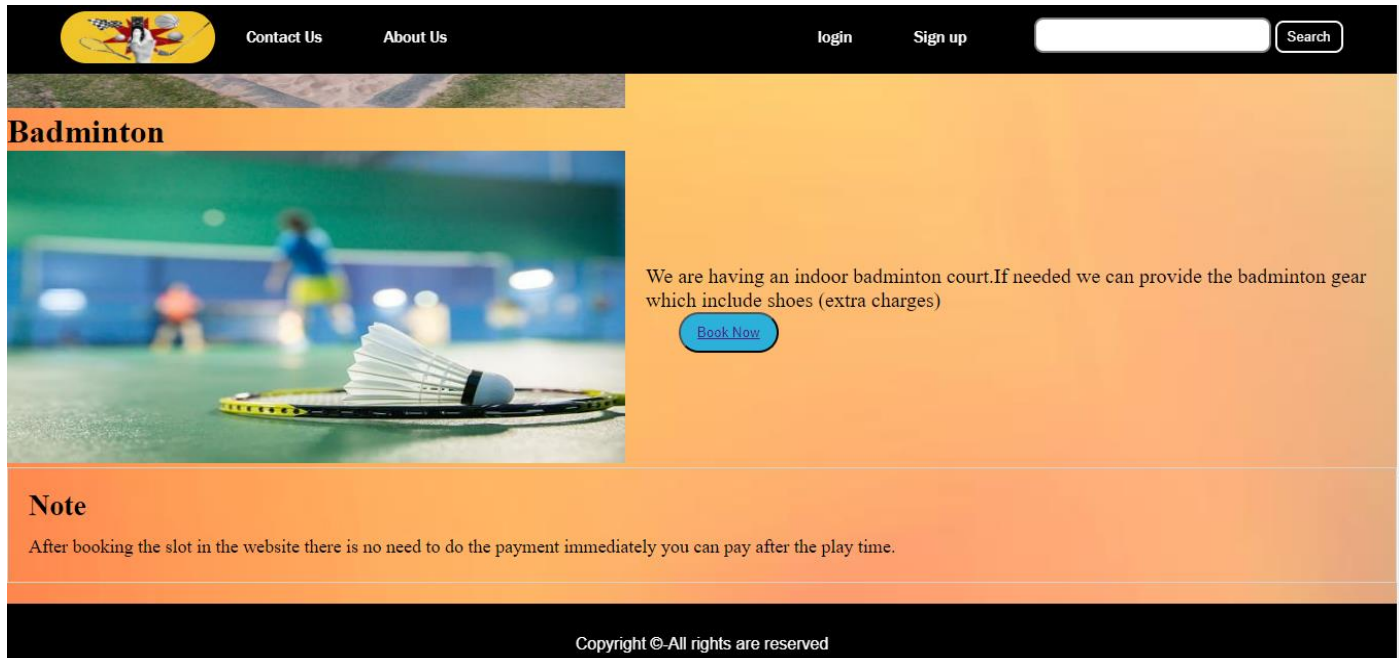 Contact Us
About Us
login
Sign up
Search
Badminton
We are having an indoor badminton court.If needed we can provide the badminton gear
which include shoes (extra charges)
Book Now
Note
After booking the slot in the website there is no need to do the payment immediately you can pay after the play time.
Copyright ©-All rights are reserved